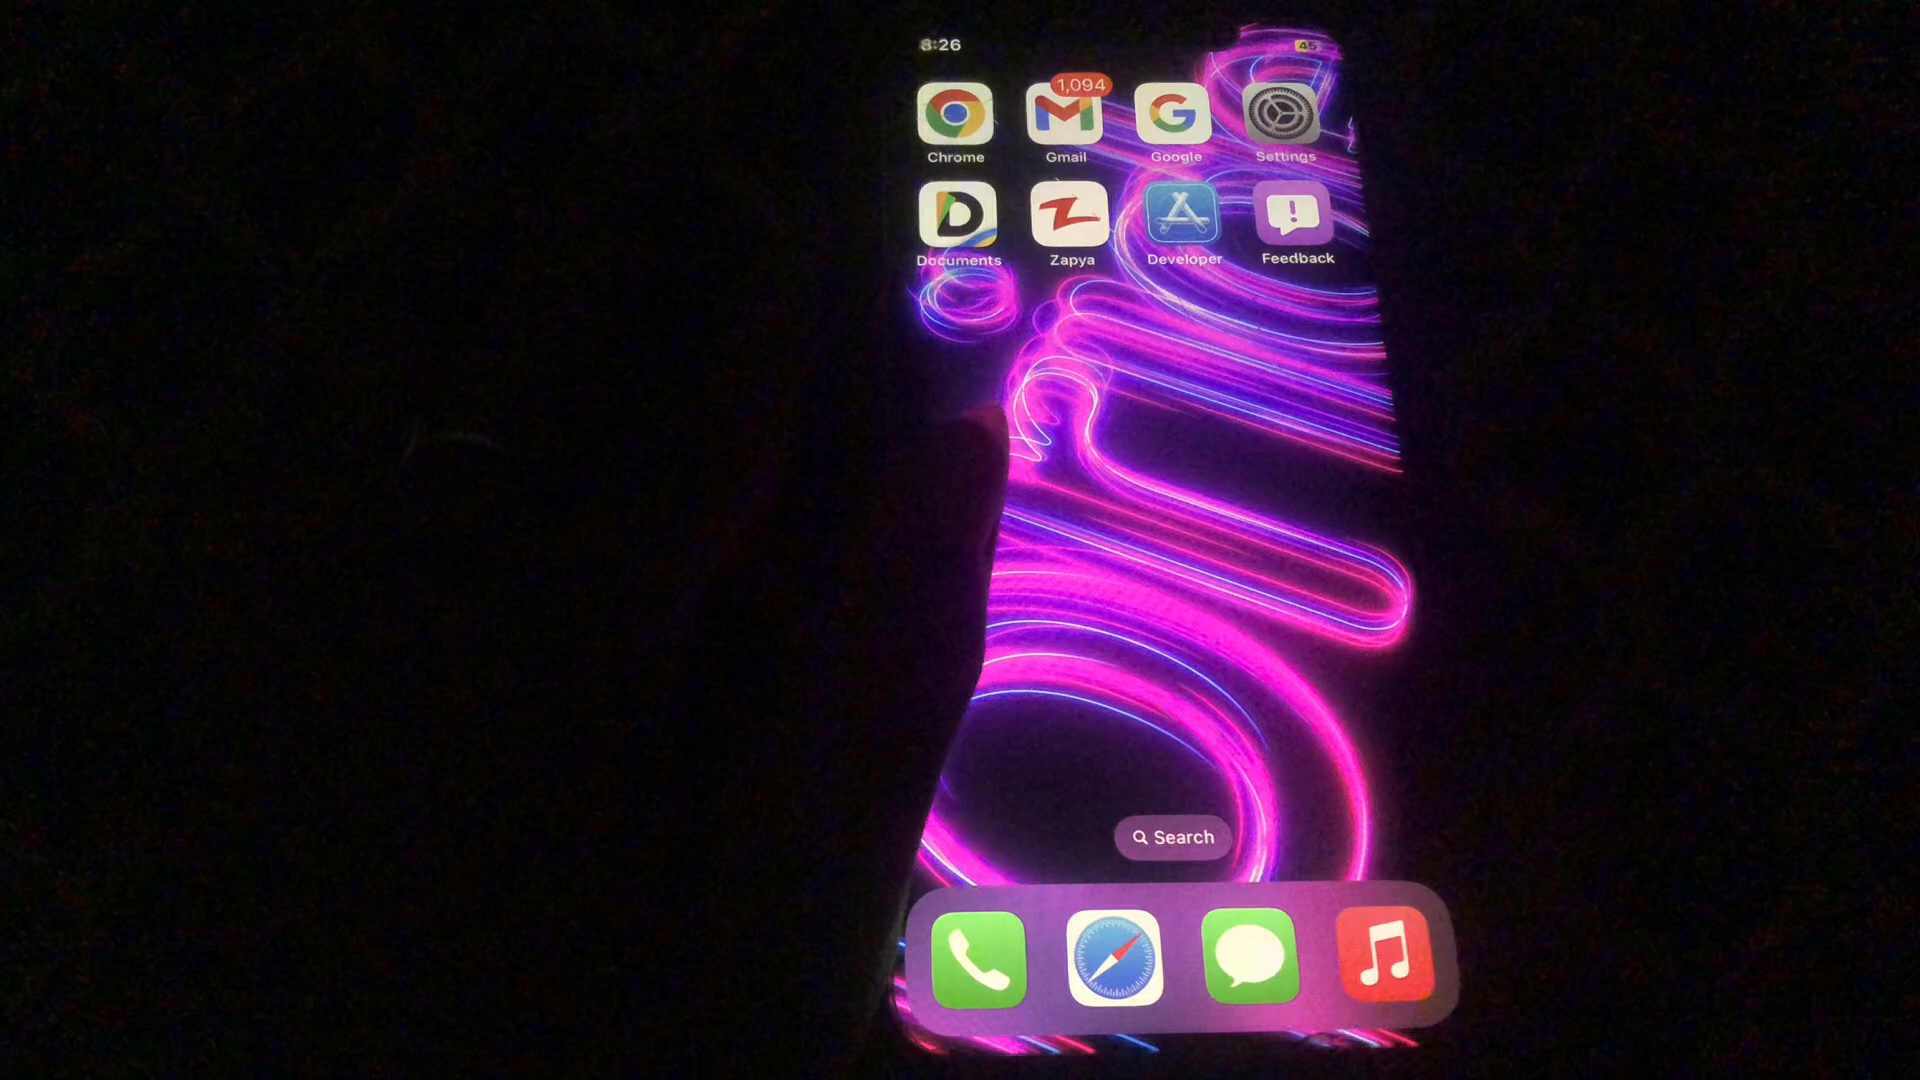 8:26
45
1,094
Chrome
Gmail
Google
Settings
Documents
Zapya
Developer
Feedback
Search